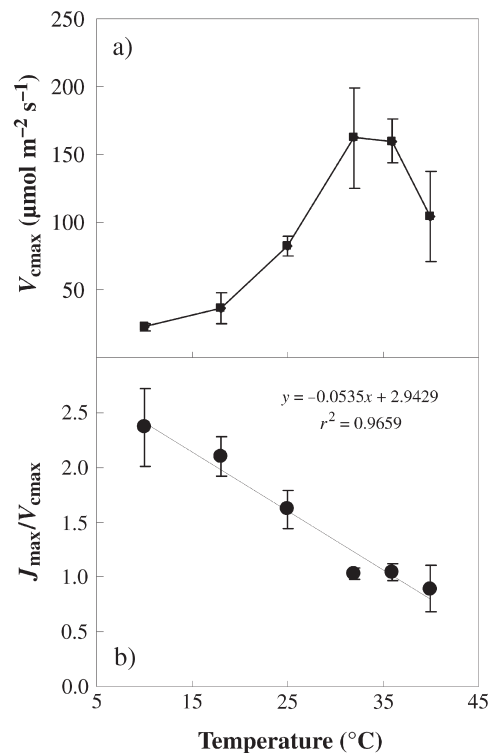 250
a)
200
150
100
50
Vcmax (µmol m−2 s−1)
y = −0.0535x + 2.9429
r2 = 0.9659
2.5
2.0
1.5
1.0
0.5
0.0
Jmax/Vcmax
b)
5 15 25 35 45
Temperature (°C)